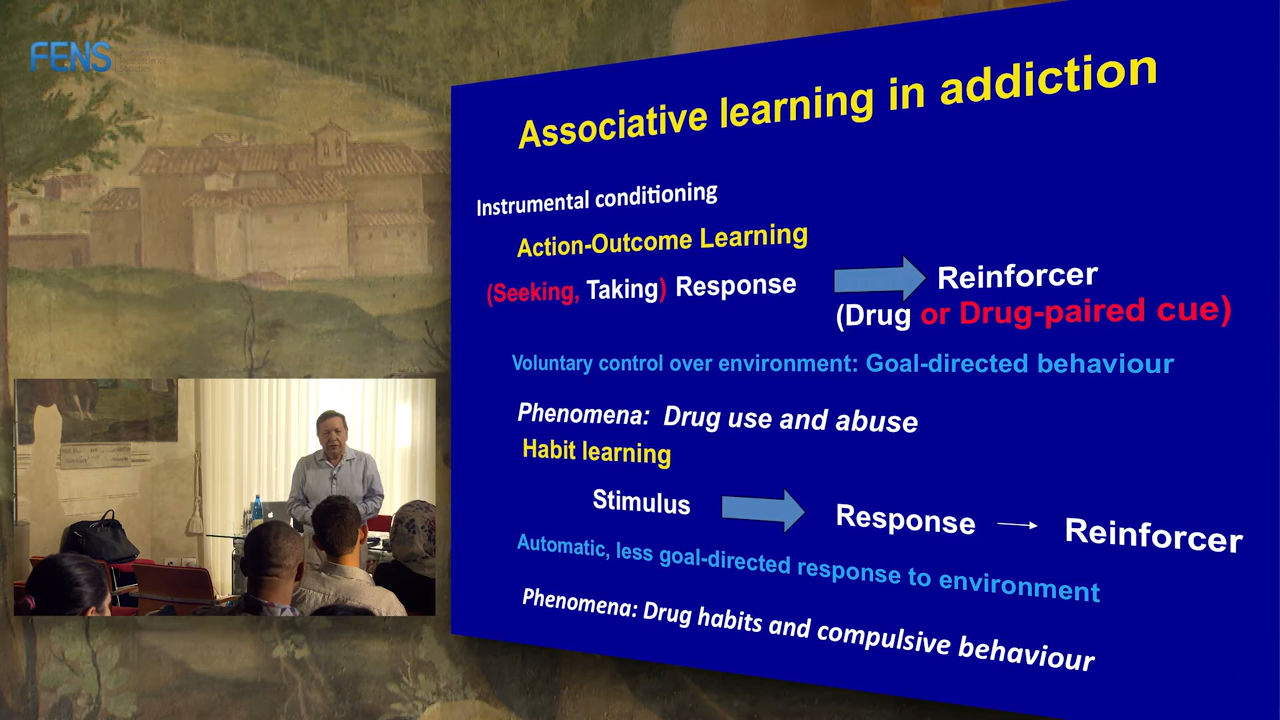 FENS
Associative learning in addiction
Instrumental conditioning
Action-Outcome Learning
(Seeking, Taking) Response
Reinforcer
(Drug or Drug-paired cue)
Voluntary control over environment: Goal-directed behaviour
Phenomena: Drug use and abuse
Habit learning
Stimulus Response Reinforcer
Automatic, less goal-directed response to environment
Phenomena: Drug habits and compulsive behaviour